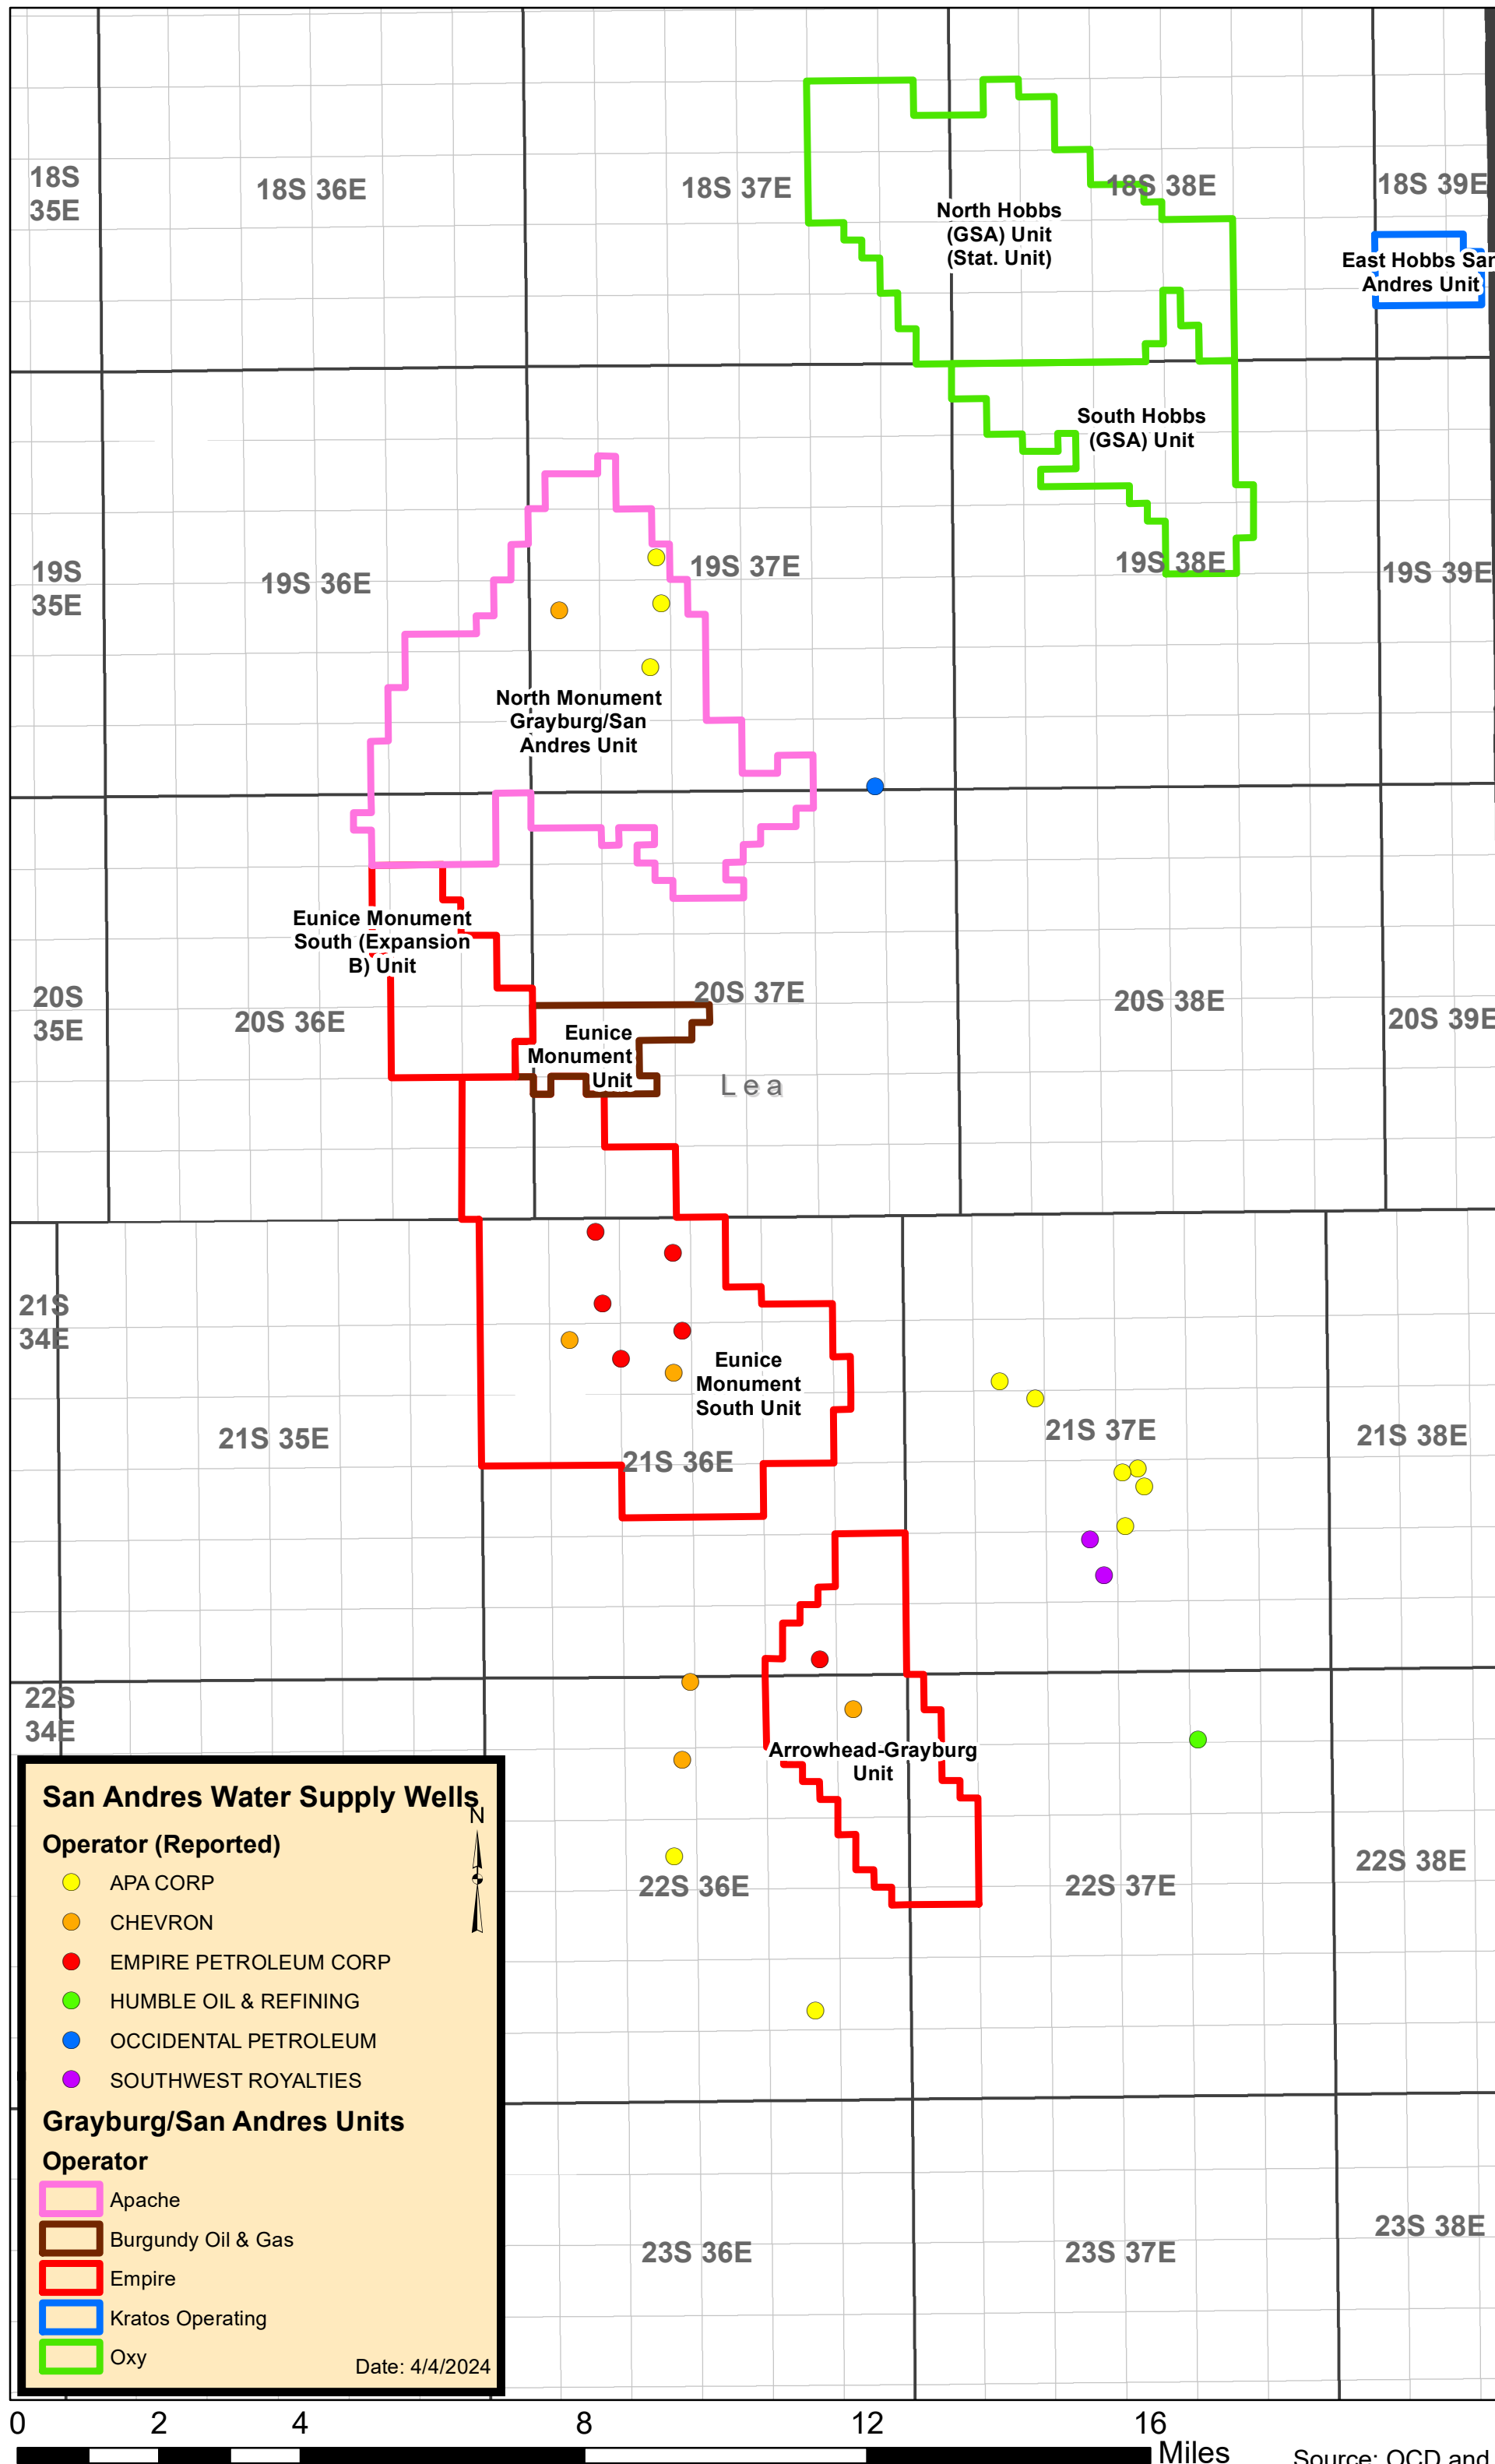 18S
35E
18S 36E
18S 37E
18S 38E
18S 39E
North Hobbs
(GSA) Unit
(Stat. Unit)
East Hobbs San
Andres Unit
South Hobbs
(GSA) Unit
19S
35E
19S 36E
19S 37E
19S 38E
19S 39E
North Monument
Grayburg/San
Andres Unit
Eunice Monument
South (Expansion
B) Unit
20S
35E
20S 36E
20S 37E
20S 38E
20S 39E
Eunice
Monument
Unit
Lea
21S
34E
21S 35E
Eunice
Monument
South Unit
21S 36E
21S 37E
21S 38E
22S
34E
Arrowhead-Grayburg
Unit
22S 36E
22S 37E
22S 38E
23S 36E
23S 37E
23S 38E
San Andres Water Supply Wells
N
Operator (Reported)
APA CORP
CHEVRON
EMPIRE PETROLEUM CORP
HUMBLE OIL & REFINING
OCCIDENTAL PETROLEUM
SOUTHWEST ROYALTIES
Grayburg/San Andres Units
Operator
Apache
Burgundy Oil & Gas
Empire
Kratos Operating
Oxy
Date: 4/4/2024
0 2 4 8 12 16
Miles
Source: OCD and